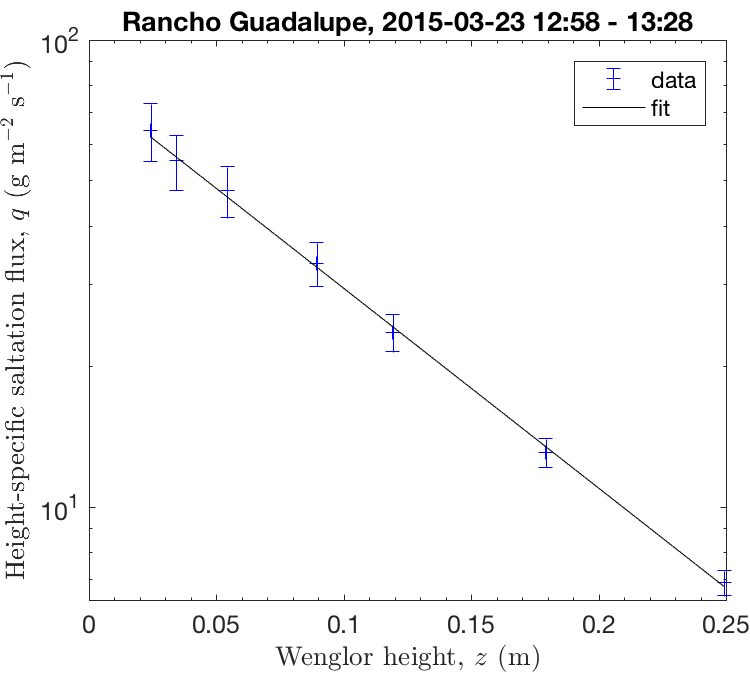 Rancho Guadalupe, 2015-03-23 12:58 - 13:28
10²
10¹
Height-specific saltation flux, q (g m⁻² s⁻¹)
data
fit
0 0.05 0.1 0.15 0.2 0.25
Wenglor height, z (m)